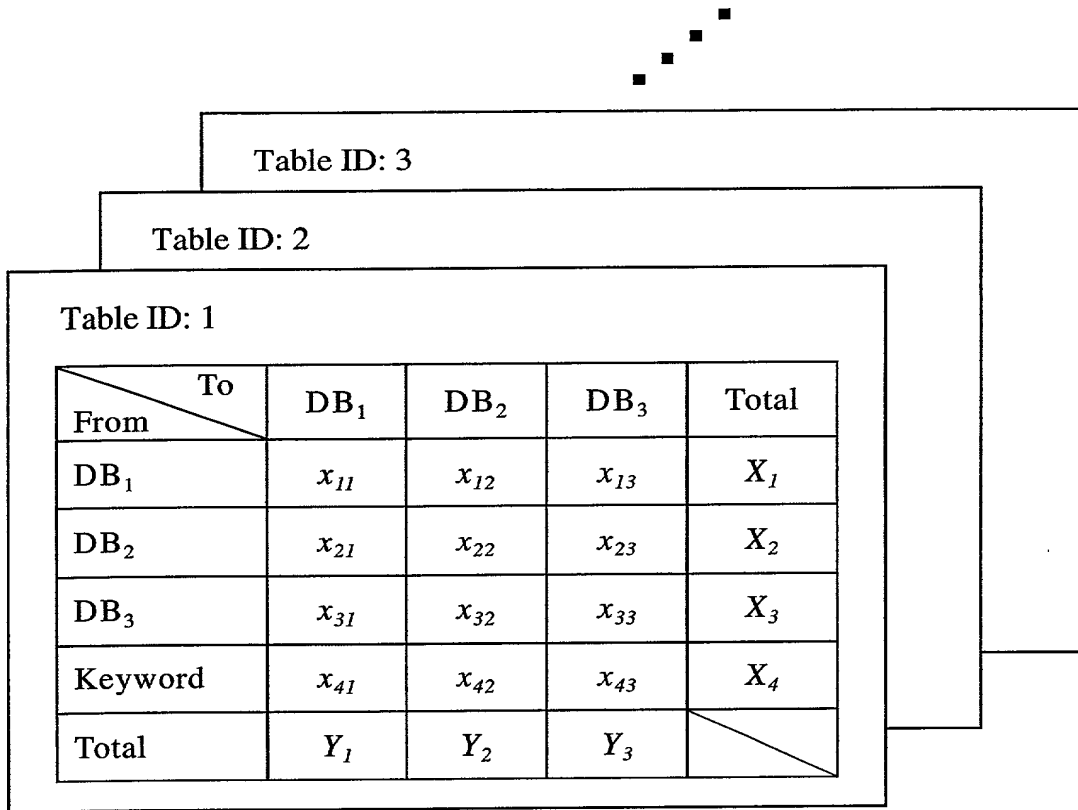 Table ID: 3
Table ID: 2
Table ID: 1
To
From DB₁ DB₂ DB₃ Total
DB₁ x₁₁ x₁₂ x₁₃ X₁
DB₂ x₂₁ x₂₂ x₂₃ X₂
DB₃ x₃₁ x₃₂ x₃₃ X₃
Keyword x₄₁ x₄₂ x₄₃ X₄
Total Y₁ Y₂ Y₃